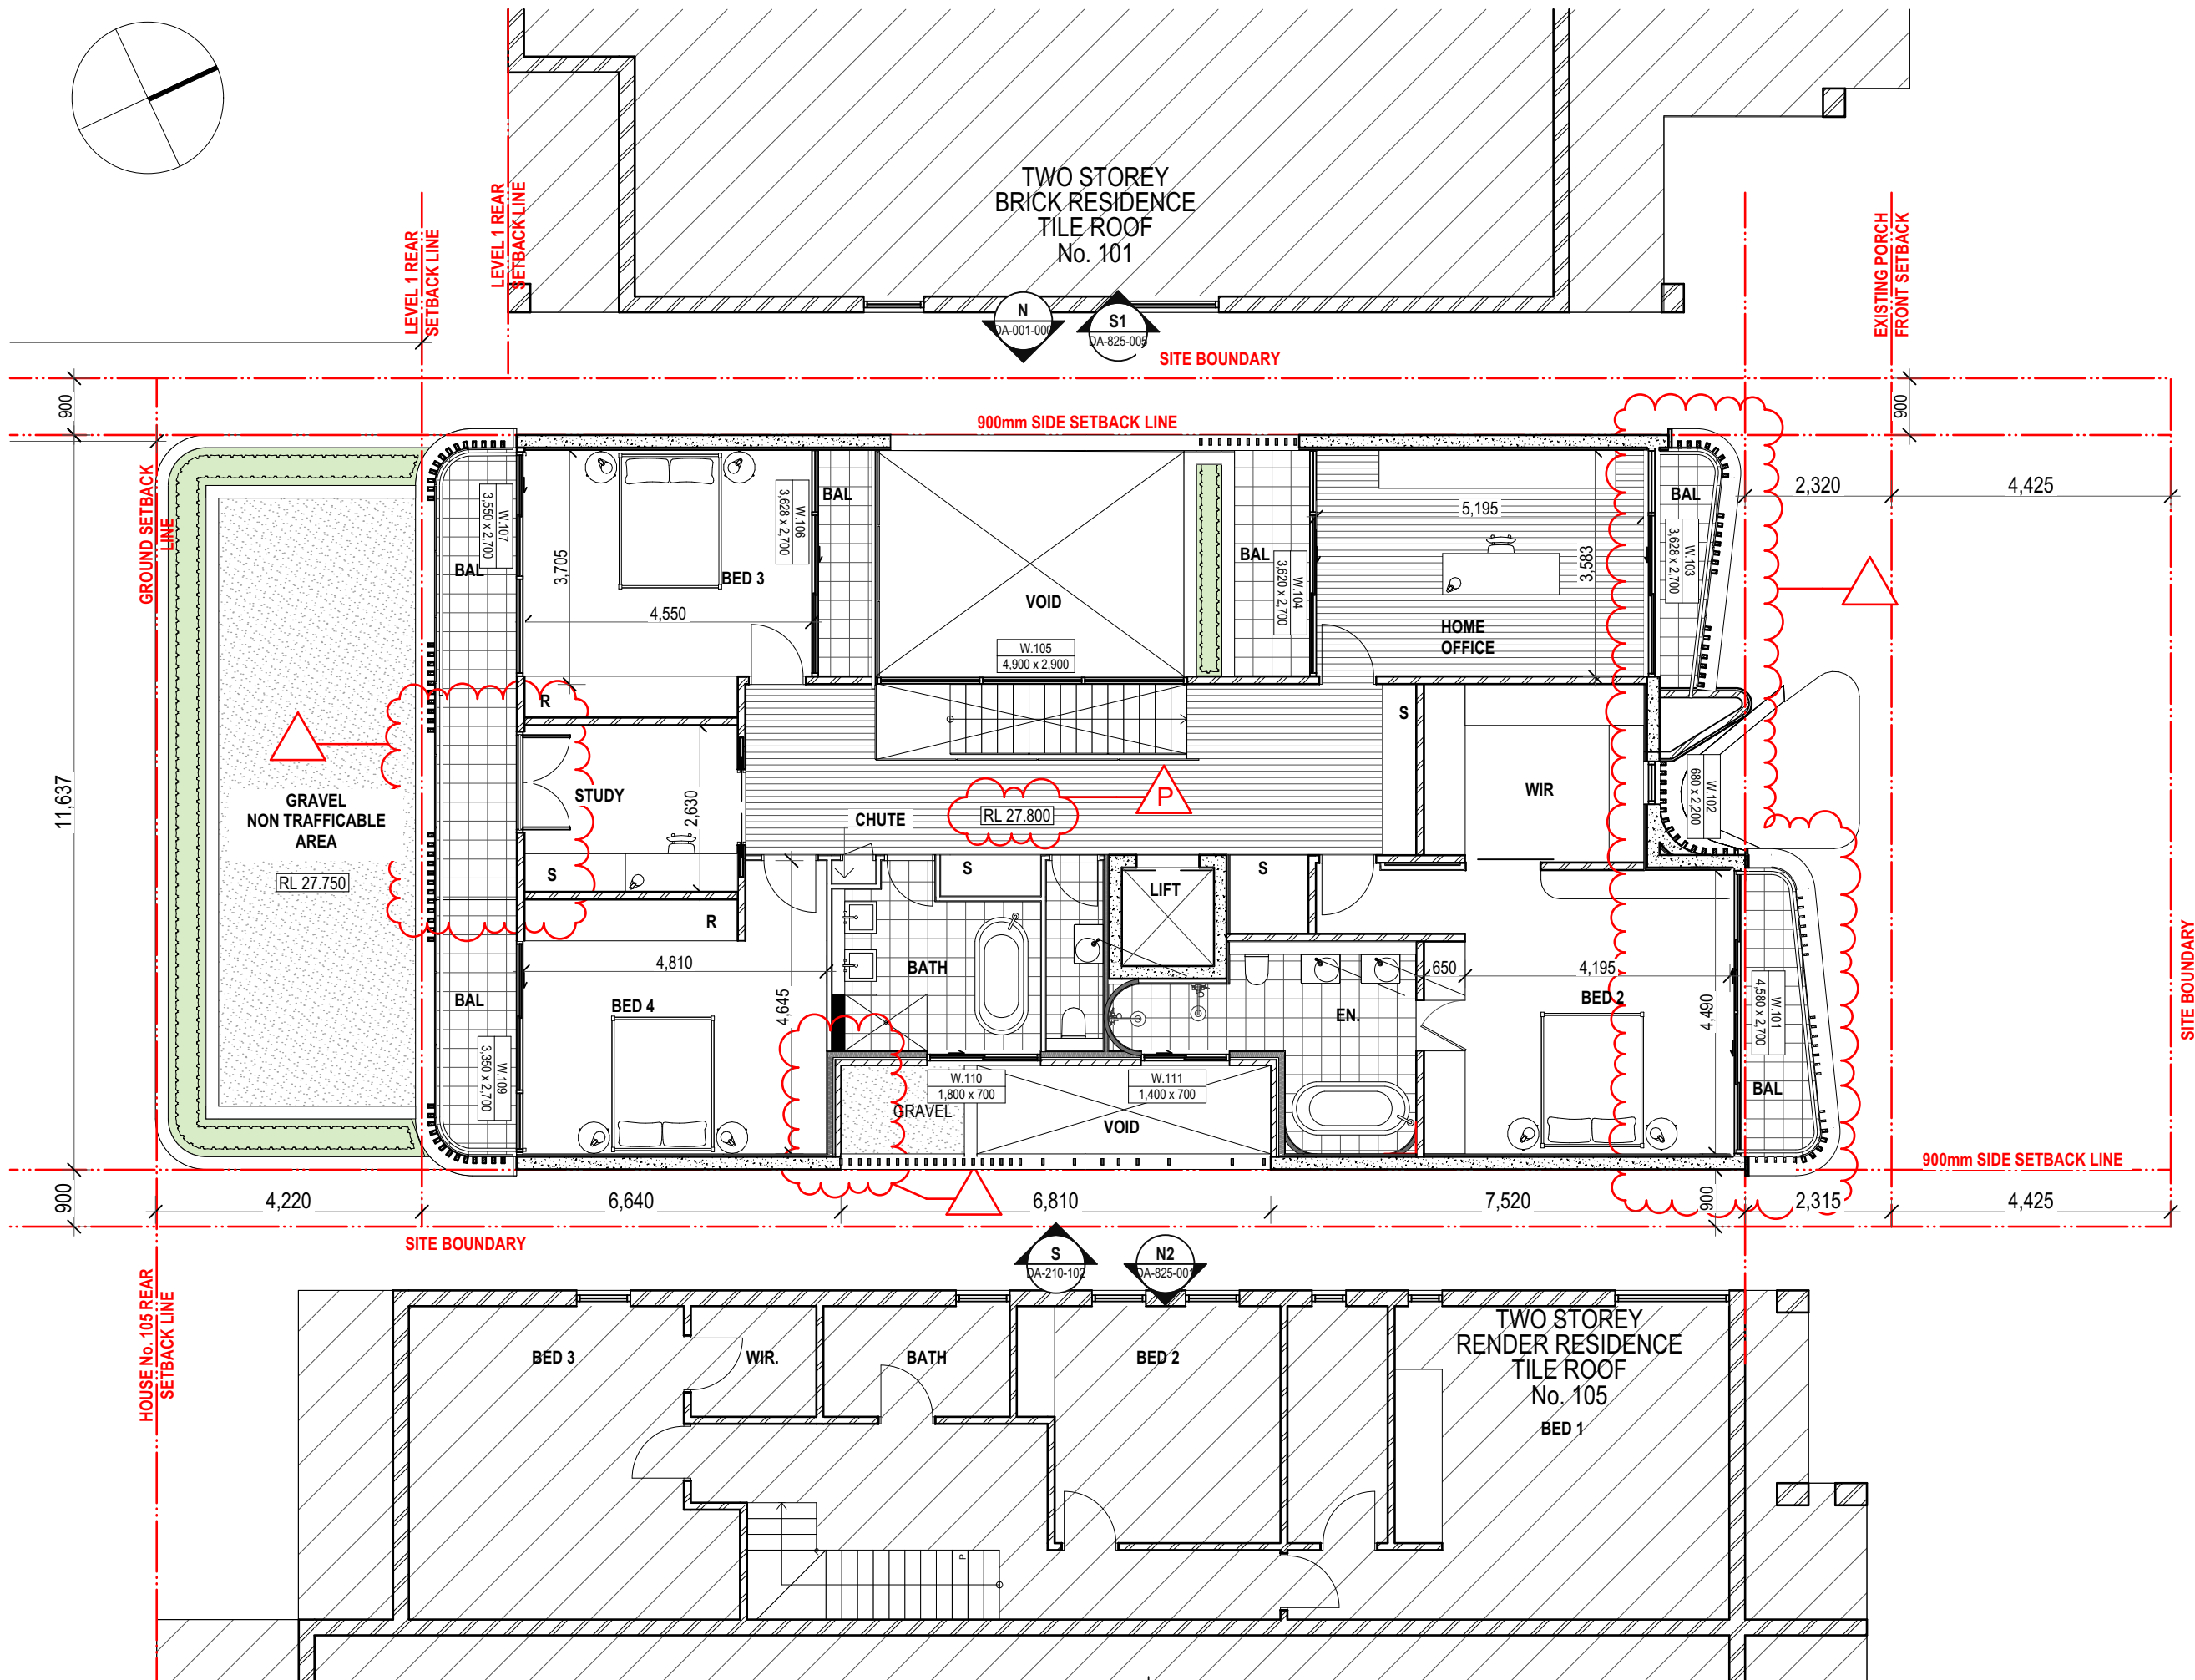 TWO STOREY
BRICK RESIDENCE
TILE ROOF
No. 101
LEVEL 1 REAR
SETBACK LINE
LEVEL 1 REAR
SETBACK LINE
EXISTING PORCH
FRONT SETBACK
N
DA-001-000
S1
DA-825-005
SITE BOUNDARY
900
900mm SIDE SETBACK LINE
900
GROUND SETBACK
LINE
2,320
4,425
BAL
W.107
3,550 x 2,700
BED 3
3,705
4,550
W.106
3,628 x 2,700
BAL
VOID
W.105
4,900 x 2,900
BAL
W.104
3,620 x 2,700
5,195
3,583
HOME
OFFICE
BAL
W.103
3,628 x 2,700
R
S
11,637
GRAVEL
NON TRAFFICABLE
AREA
RL 27.750
STUDY
2,630
S
CHUTE
RL 27.800
P
WIR
W.102
680 x 2,200
S
LIFT
S
R
BAL
4,810
BED 4
4,645
W.109
3,350 x 2,700
BATH
EN.
650
4,195
BED 2
4,490
W.101
4,580 x 2,700
BAL
SITE BOUNDARY
W.110
1,800 x 700
GRAVEL
W.111
1,400 x 700
VOID
900mm SIDE SETBACK LINE
900
4,220
6,640
6,810
7,520
900
2,315
4,425
SITE BOUNDARY
S
DA-210-102
N2
DA-825-001
HOUSE No. 105 REAR
SETBACK LINE
BED 3
WIR.
BATH
BED 2
TWO STOREY
RENDER RESIDENCE
TILE ROOF
No. 105
BED 1
P